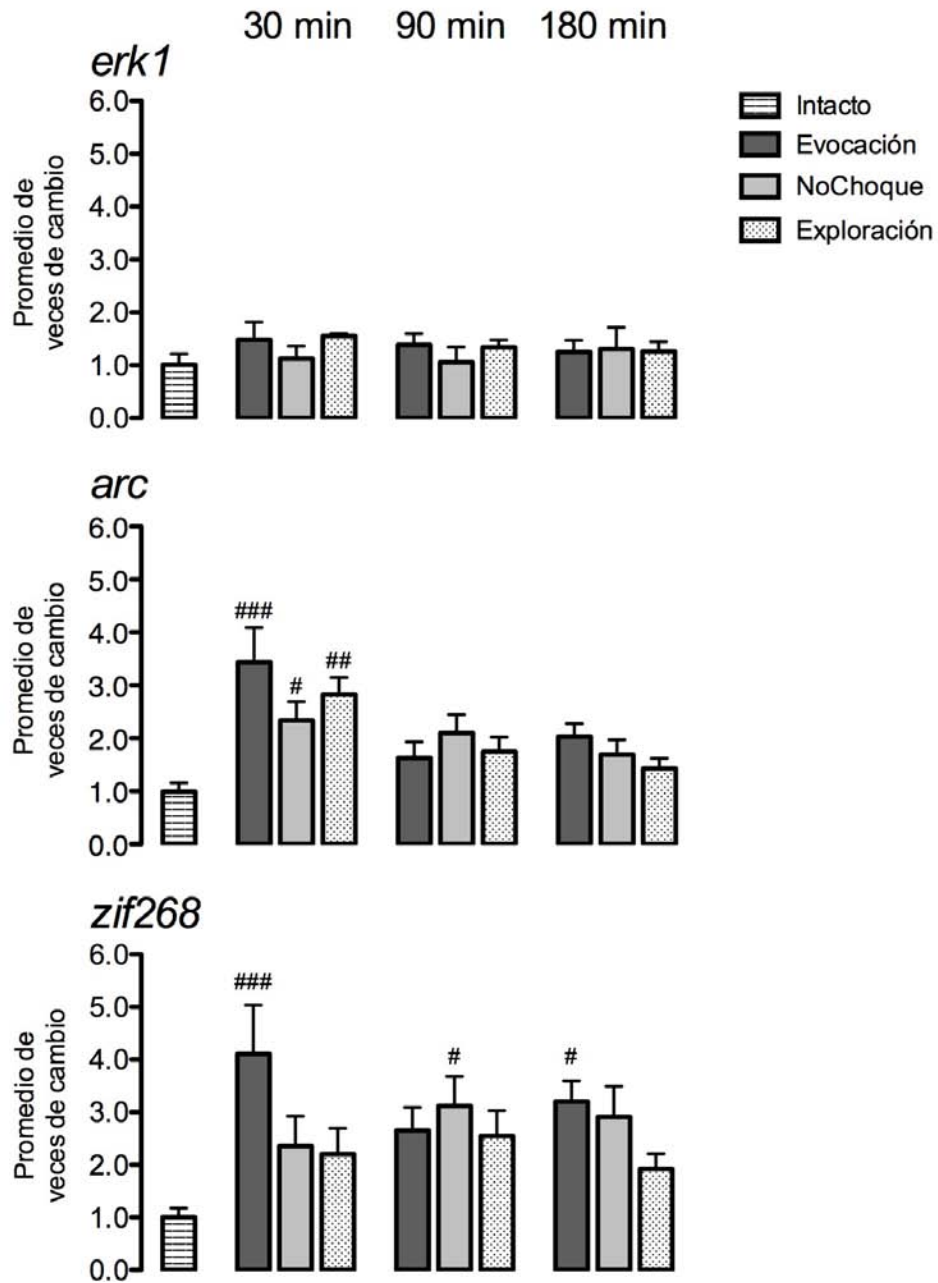 30 min 90 min 180 min
erk1
6.0
5.0
4.0
3.0
2.0
1.0
0.0
Promedio de
veces de cambio
Intacto
Evocación
NoChoque
Exploración
arc
6.0
5.0
4.0
3.0
2.0
1.0
0.0
Promedio de
veces de cambio
###
#
##
zif268
6.0
5.0
4.0
3.0
2.0
1.0
0.0
Promedio de
veces de cambio
###
#
#